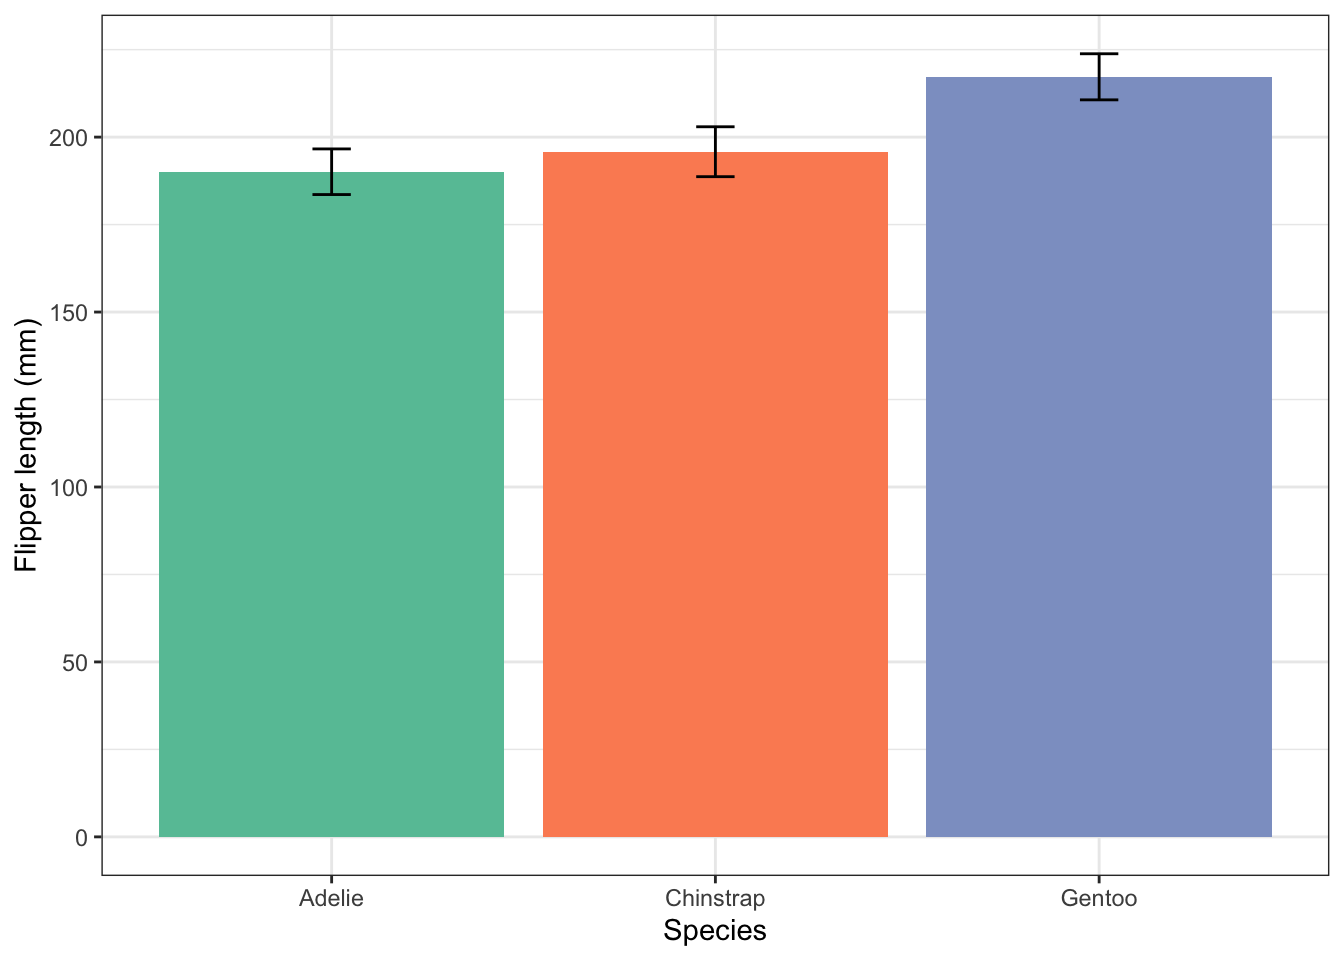 Flipper length (mm)
200
150
100
50
0
Adelie
Chinstrap
Gentoo
Species